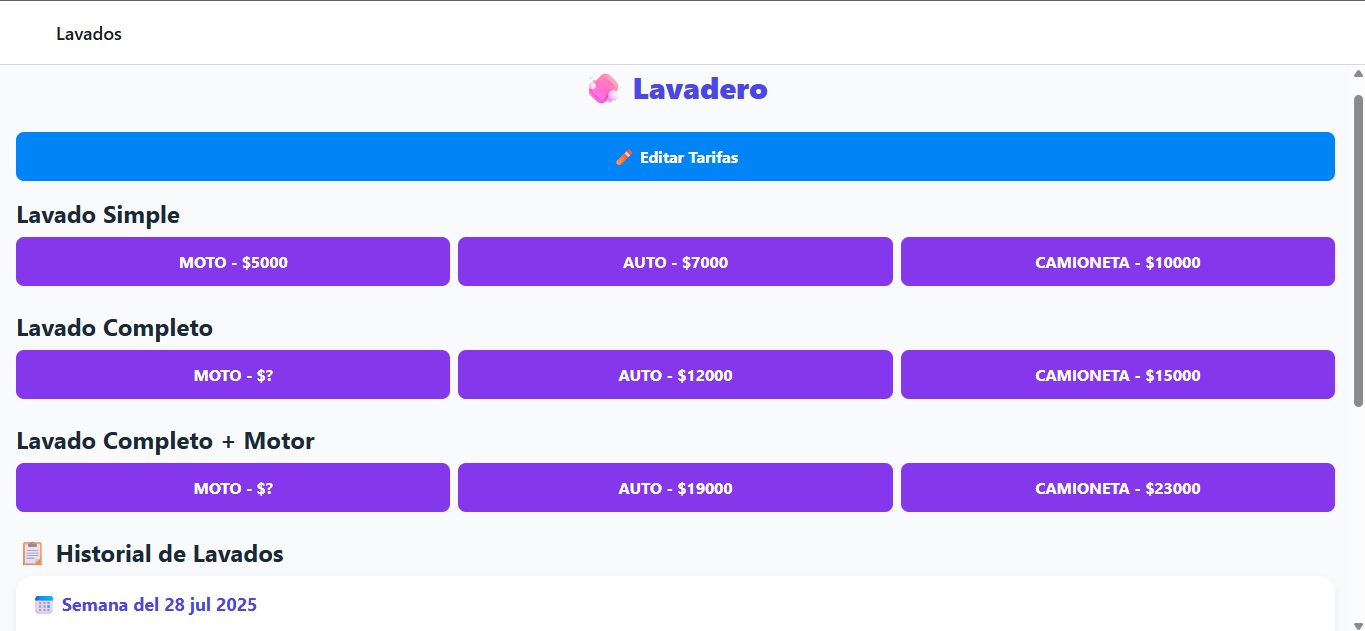 Lavados
Lavadero
Editar Tarifas
Lavado Simple
MOTO - $5000
AUTO - $7000
CAMIONETA - $10000
Lavado Completo
MOTO - $?
AUTO - $12000
CAMIONETA - $15000
Lavado Completo + Motor
MOTO - $?
AUTO - $19000
CAMIONETA - $23000
Historial de Lavados
Semana del 28 jul 2025